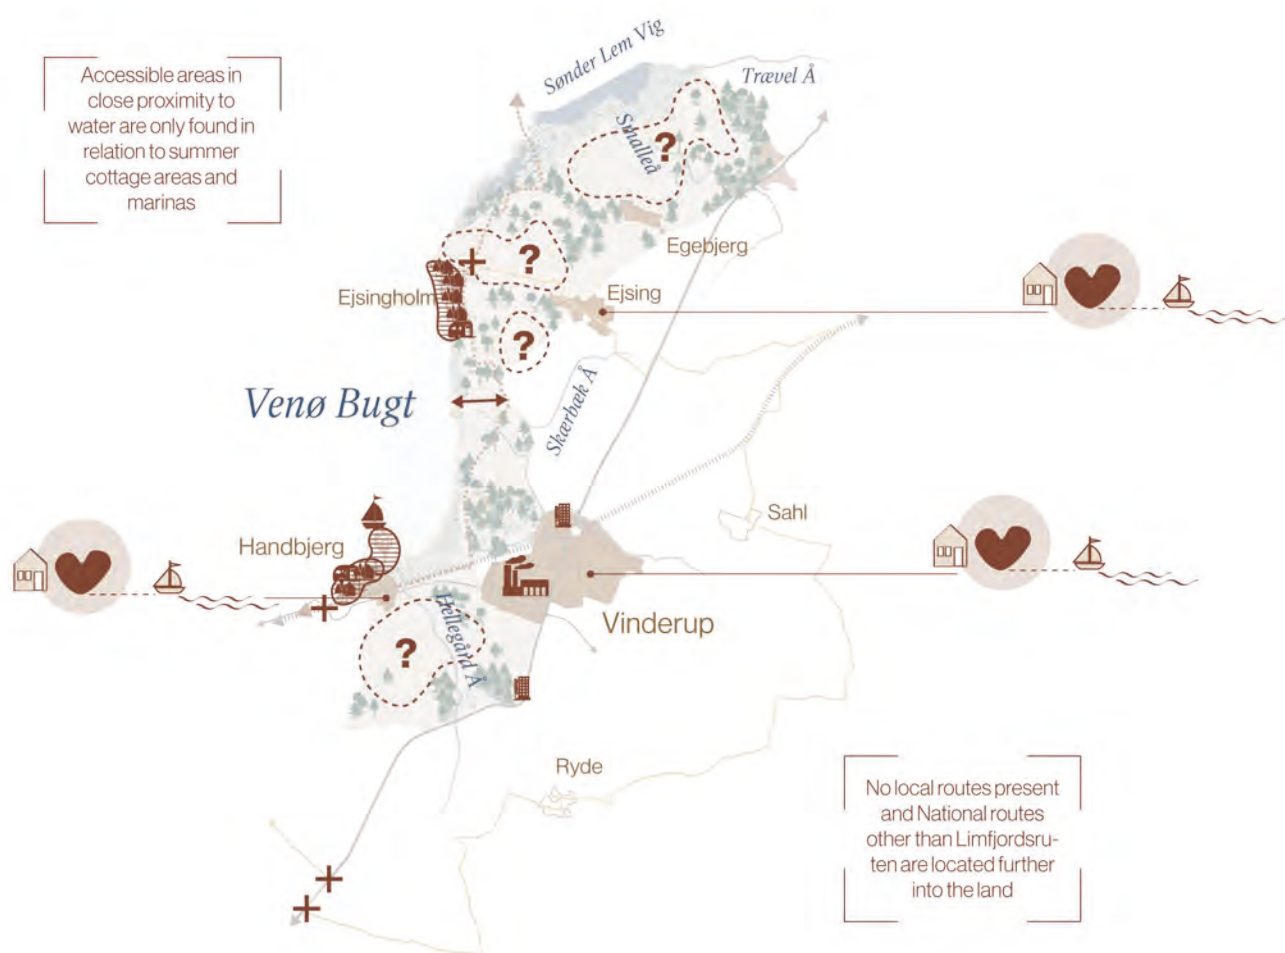 Accessible areas in
close proximity to
water are only found in
relation to summer
cottage areas and
marinas
Sønder Lem Vig
Trævel Å
Smalleå
?
Egebjerg
?
Ejsingholm
Ejsing
?
Venø Bugt
Skærbæk Å
Sahl
Handbjerg
Vinderup
Hellegård Å
?
Ryde
No local routes present
and National routes
other than Limfjordsru-
ten are located further
into the land